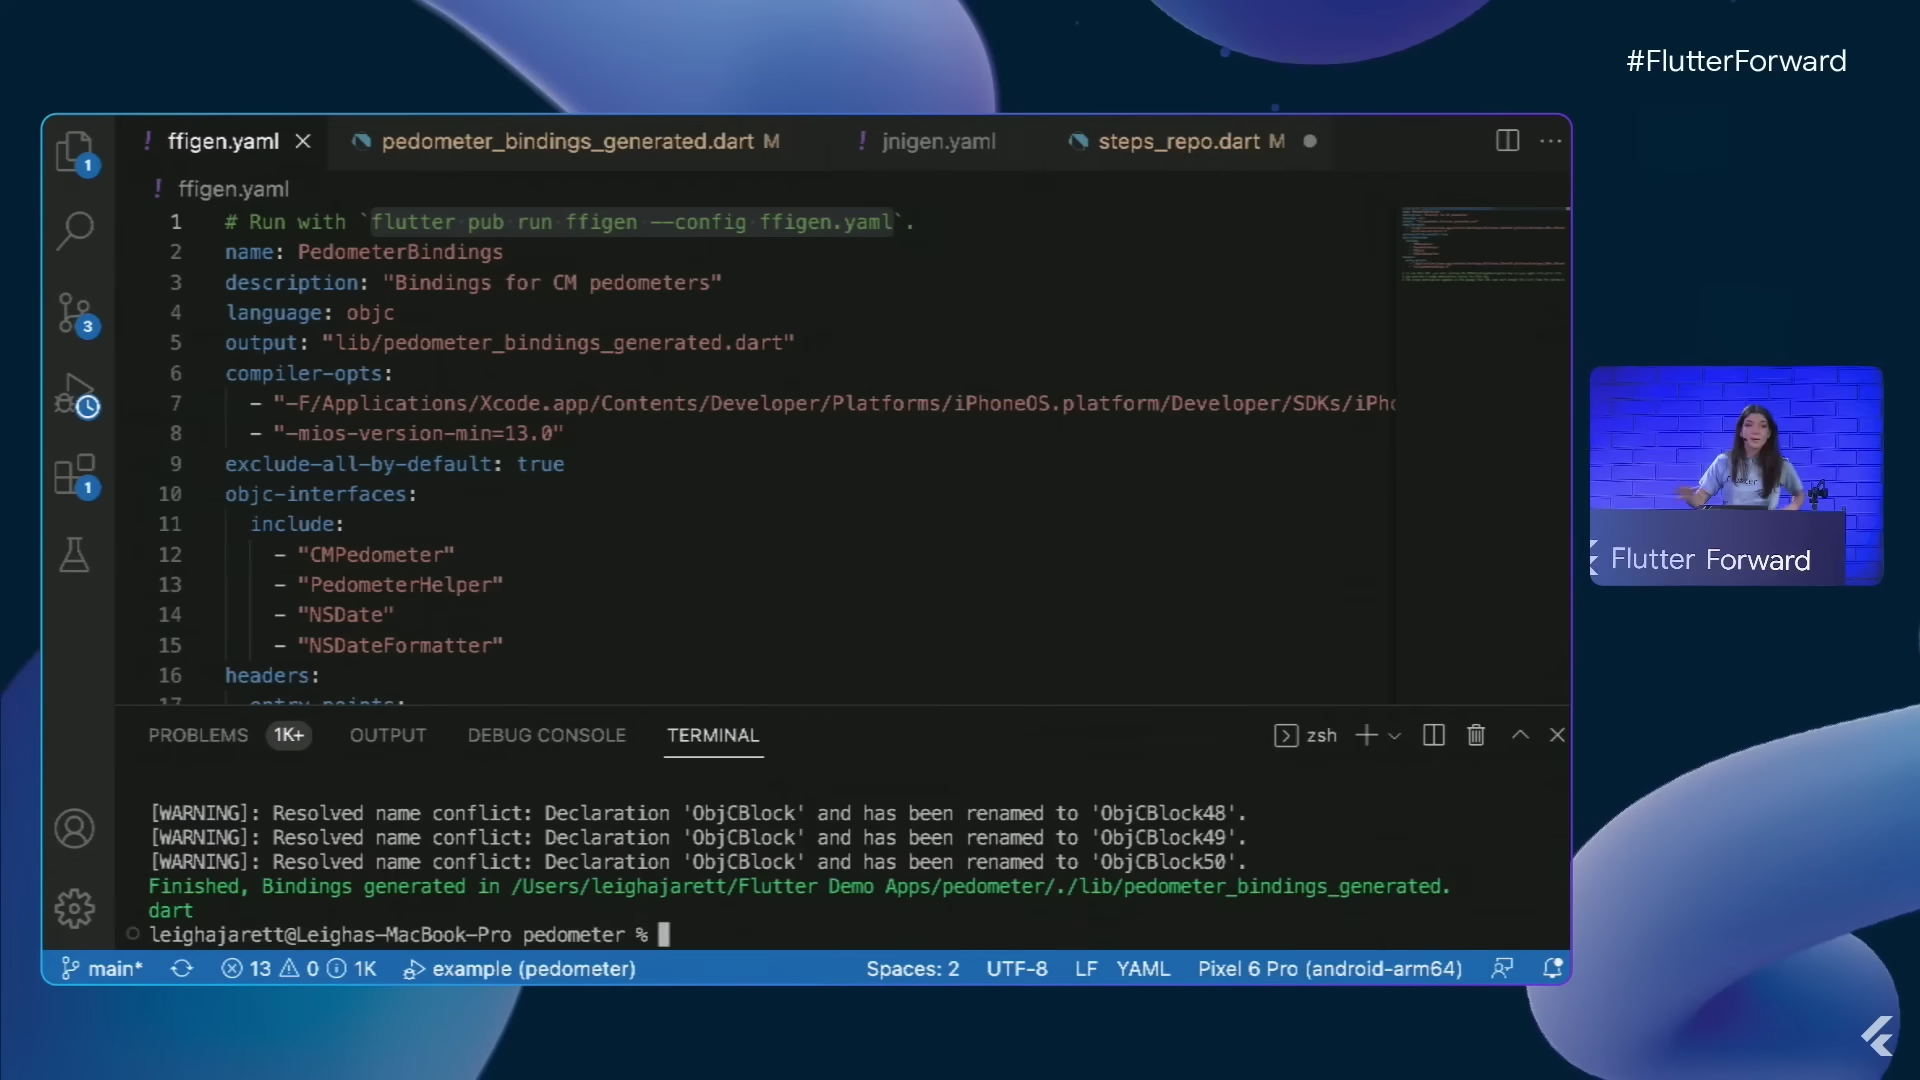 #FlutterForward
ffigen.yaml
pedometer_bindings_generated.dart M
jnigen.yaml
steps_repo.dart M
ffigen.yaml
1 # Run with `flutter pub run ffigen --config ffigen.yaml`.
2 name: PedometerBindings
3 description: "Bindings for CM pedometers"
4 language: objc
5 output: "lib/pedometer_bindings_generated.dart"
6 compiler-opts:
7 - "-F/Applications/Xcode.app/Contents/Developer/Platforms/iPhoneOS.platform/Developer/SDKs/iPho
8 - "-mios-version-min=13.0"
9 exclude-all-by-default: true
10 objc-interfaces:
11 include:
12 - "CMPedometer"
13 - "PedometerHelper"
14 - "NSDate"
15 - "NSDateFormatter"
16 headers:
17 entry-points:
1
3
1
Flutter Forward
PROBLEMS 1K+ OUTPUT DEBUG CONSOLE TERMINAL zsh
[WARNING]: Resolved name conflict: Declaration 'ObjCBlock' and has been renamed to 'ObjCBlock48'.
[WARNING]: Resolved name conflict: Declaration 'ObjCBlock' and has been renamed to 'ObjCBlock49'.
[WARNING]: Resolved name conflict: Declaration 'ObjCBlock' and has been renamed to 'ObjCBlock50'.
Finished, Bindings generated in /Users/leighajarett/Flutter Demo Apps/pedometer/./lib/pedometer_bindings_generated.
dart
leighajarett@Leighas-MacBook-Pro pedometer %
main* 13 0 1K example (pedometer) Spaces: 2 UTF-8 LF YAML Pixel 6 Pro (android-arm64)